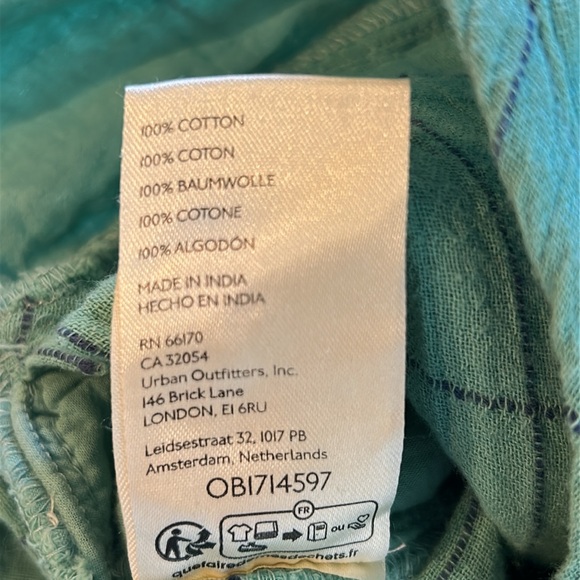 100% COTTON
100% COTON
100% BAUMWOLLE
100% COTONE
100% ALGODÓN
MADE IN INDIA
HECHO EN INDIA
RN 66170
CA 32054
Urban Outfitters, Inc.
146 Brick Lane
LONDON, E1 6RU
Leidsestraat 32, 1017 PB
Amsterdam, Netherlands
OB1714597
FR
ou
quefairedemesdechets.fr